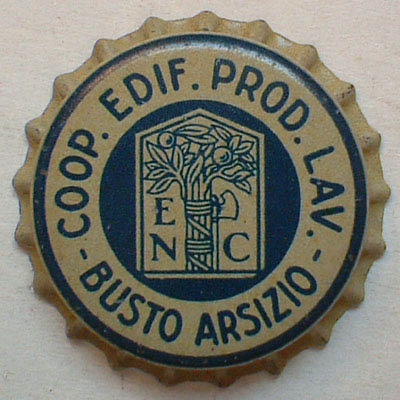 - COOP. EDIF. PROD. LAV. -
BUSTO ARSIZIO
E
N C